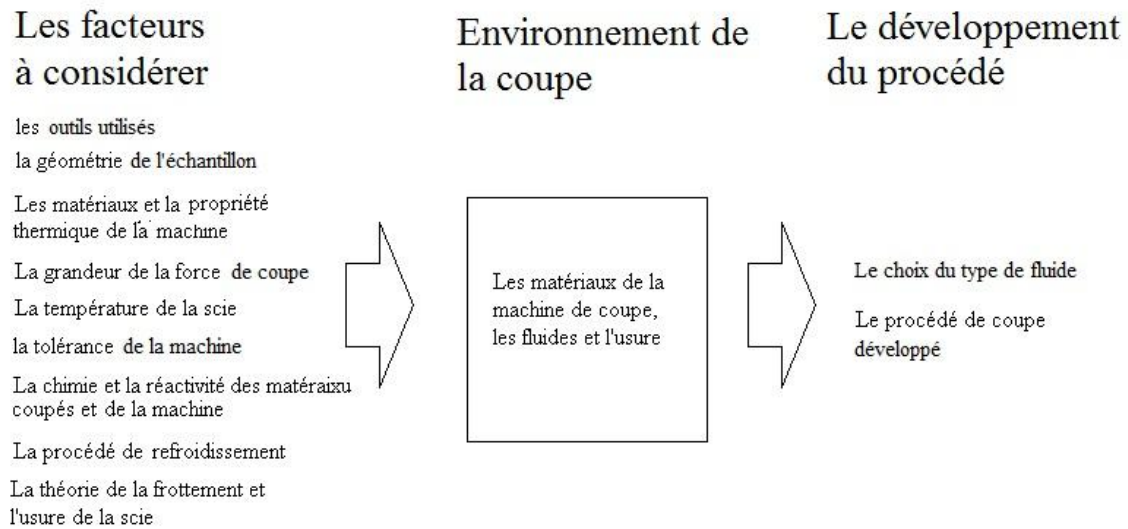 Les facteurs
à considérer
les outils utilisés
la géométrie de l'échantillon
Les matériaux et la propriété
thermique de la machine
La grandeur de la force de coupe
La température de la scie
la tolérance de la machine
La chimie et la réactivité des matéraixu
coupés et de la machine
La procédé de refroidissement
La théorie de la frottement et
l'usure de la scie
Environnement de
la coupe
Les matériaux de la
machine de coupe,
les fluides et l'usure
Le développement
du procédé
Le choix du type de fluide
Le procédé de coupe
développé